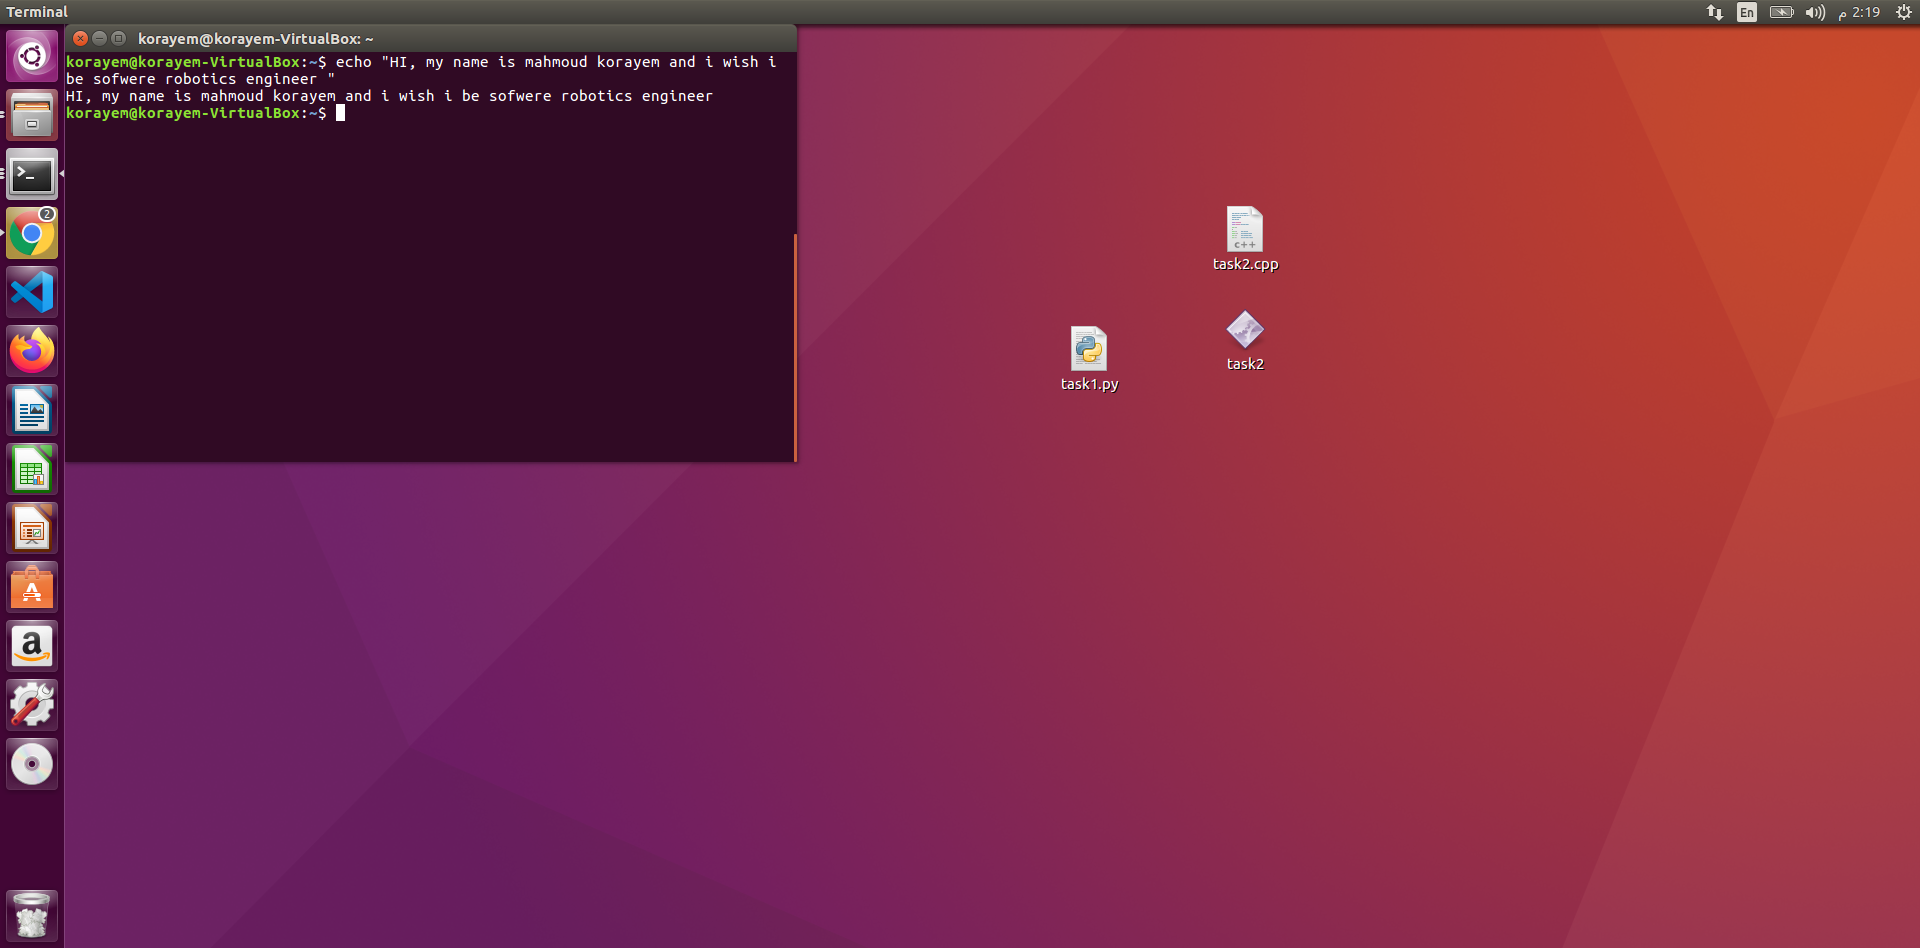 Terminal
En
2:19 م
korayem@korayem-VirtualBox: ~
korayem@korayem-VirtualBox:~$ echo "HI, my name is mahmoud korayem and i wish i
be sofwere robotics engineer "
HI, my name is mahmoud korayem and i wish i be sofwere robotics engineer
korayem@korayem-VirtualBox:~$
2
c++
task2.cpp
task2
task1.py